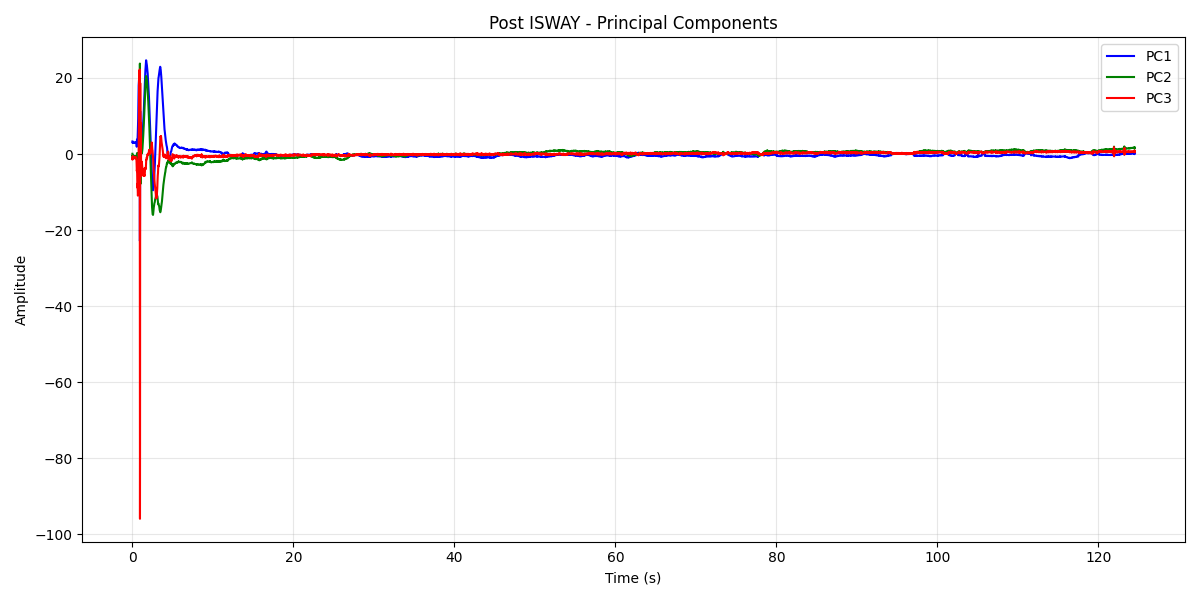 Post ISWAY - Principal Components
PC1
PC2
PC3
Amplitude
20
0
−20
−40
−60
−80
−100
0 20 40 60 80 100 120
Time (s)